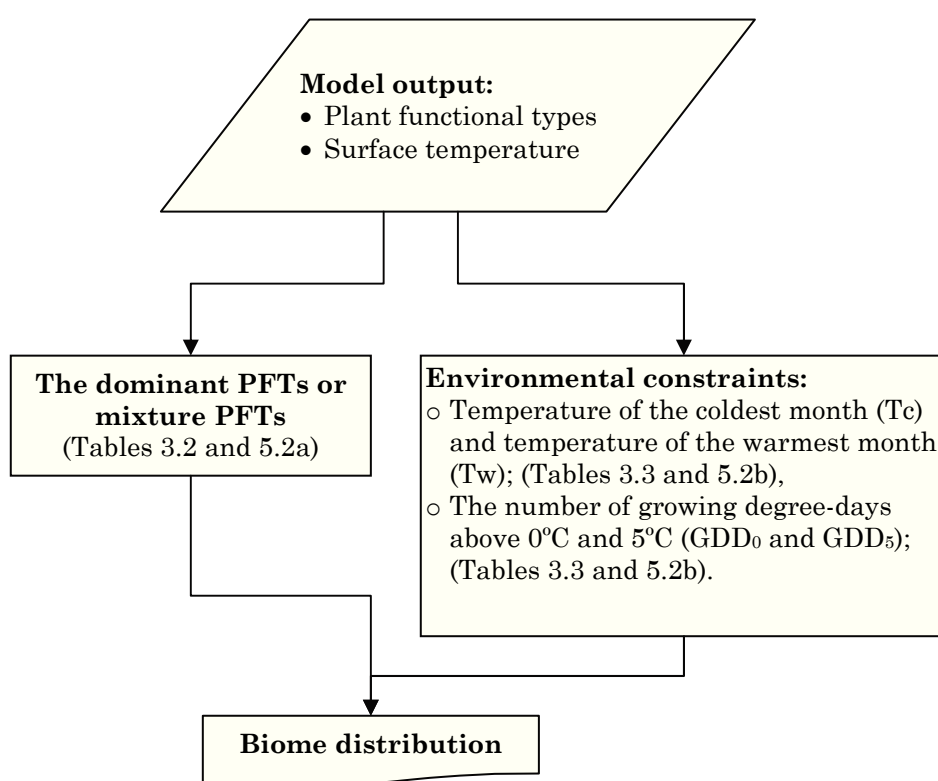 Model output:
• Plant functional types
• Surface temperature
The dominant PFTs or
mixture PFTs
(Tables 3.2 and 5.2a)
Environmental constraints:
○ Temperature of the coldest month (Tc)
and temperature of the warmest month
(Tw); (Tables 3.3 and 5.2b),
○ The number of growing degree-days
above 0ºC and 5ºC (GDD₀ and GDD₅);
(Tables 3.3 and 5.2b).
Biome distribution